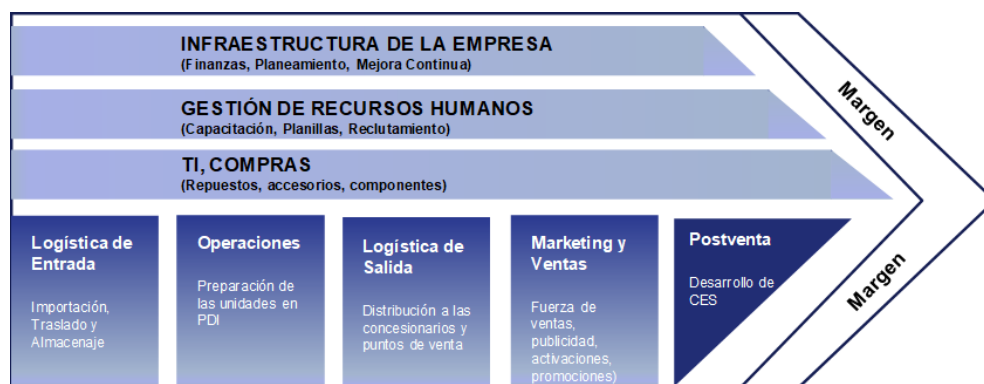 INFRAESTRUCTURA DE LA EMPRESA
(Finanzas, Planeamiento, Mejora Continua)
GESTIÓN DE RECURSOS HUMANOS
(Capacitación, Planillas, Reclutamiento)
TI, COMPRAS
(Repuestos, accesorios, componentes)
Margen
Margen
Logística de
Entrada
Importación,
Traslado y
Almacenaje
Operaciones
Preparación de
las unidades en
PDI
Logística de
Salida
Distribución a las
concesionarios y
puntos de venta
Marketing y
Ventas
Fuerza de
ventas,
publicidad,
activaciones,
promociones)
Postventa
Desarrollo de
CES